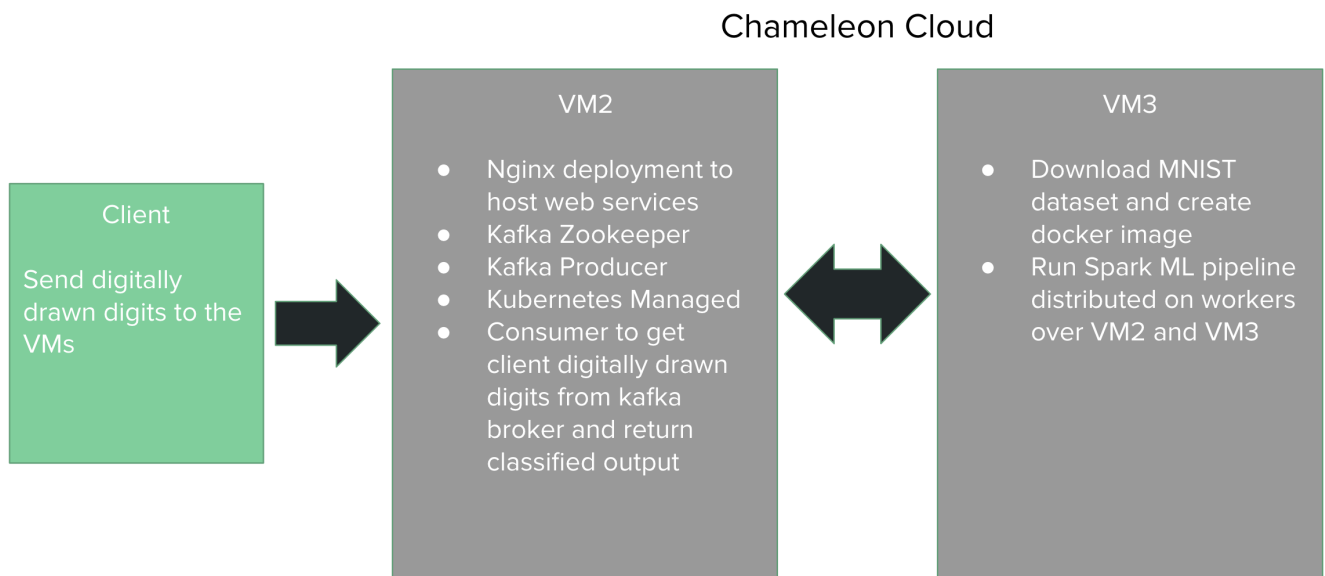 Chameleon Cloud
Client
Send digitally
drawn digits to the
VMs
VM2
● Nginx deployment to
host web services
● Kafka Zookeeper
● Kafka Producer
● Kubernetes Managed
● Consumer to get
client digitally drawn
digits from kafka
broker and return
classified output
VM3
● Download MNIST
dataset and create
docker image
● Run Spark ML pipeline
distributed on workers
over VM2 and VM3